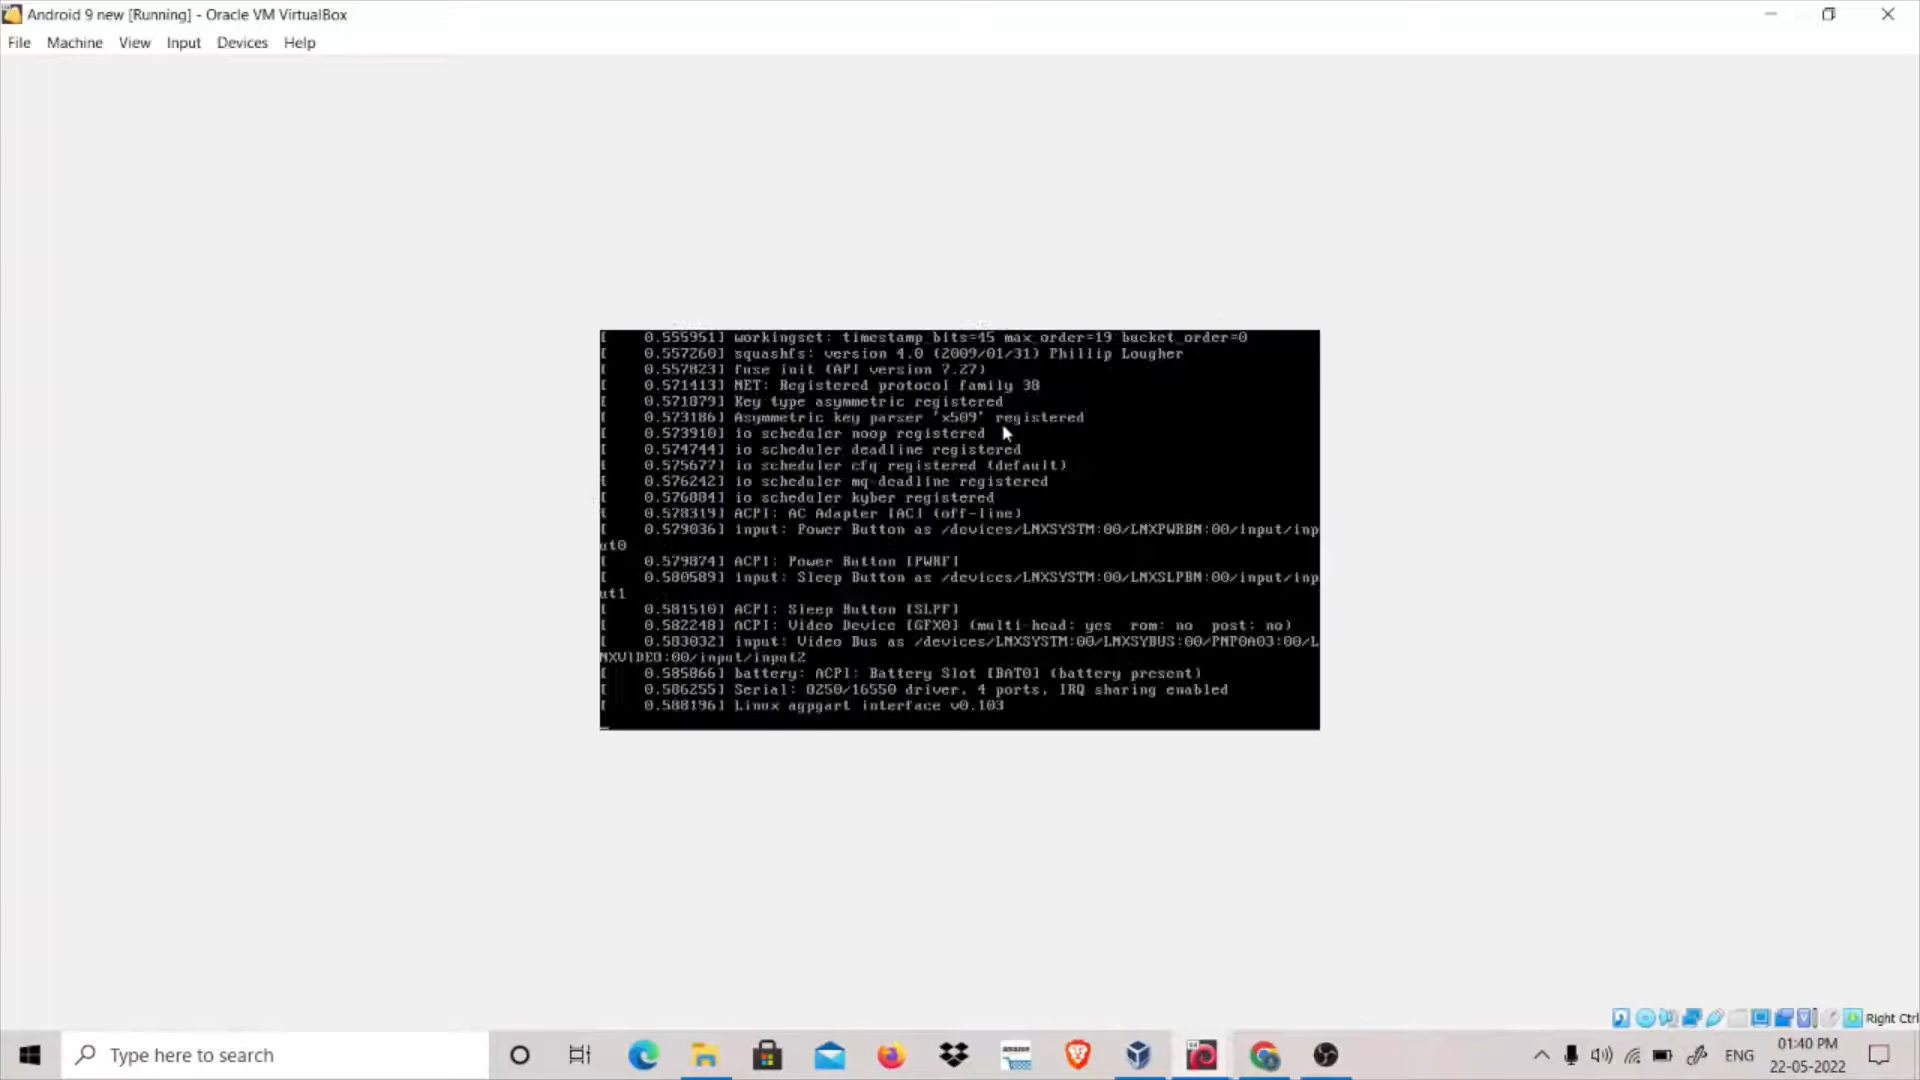 Android 9 new [Running] - Oracle VM VirtualBox
File Machine View Input Devices Help
[ 0.555951] workingset: timestamp_bits=45 max_order=19 bucket_order=0
[ 0.557260] squashfs: version 4.0 (2009/01/31) Phillip Lougher
[ 0.557823] fuse init (API version 7.27)
[ 0.571413] NET: Registered protocol family 38
[ 0.571879] Key type asymmetric registered
[ 0.573186] Asymmetric key parser 'x509' registered
[ 0.573910] io scheduler noop registered
[ 0.574744] io scheduler deadline registered
[ 0.575677] io scheduler cfq registered (default)
[ 0.576242] io scheduler mq-deadline registered
[ 0.576884] io scheduler kyber registered
[ 0.578319] ACPI: AC Adapter [AC] (off-line)
[ 0.579036] input: Power Button as /devices/LNXSYSTM:00/LNXPWRBN:00/input/inp
ut0
[ 0.579874] ACPI: Power Button [PWRF]
[ 0.580589] input: Sleep Button as /devices/LNXSYSTM:00/LNXSLPBN:00/input/inp
ut1
[ 0.581510] ACPI: Sleep Button [SLPF]
[ 0.582248] ACPI: Video Device [GFX0] (multi-head: yes rom: no post: no)
[ 0.583032] input: Video Bus as /devices/LNXSYSTM:00/LNXSYBUS:00/PNP0A03:00/L
NXVIDEO:00/input/input2
[ 0.585866] battery: ACPI: Battery Slot [BAT0] (battery present)
[ 0.586255] Serial: 8250/16550 driver, 4 ports, IRQ sharing enabled
[ 0.588196] Linux agpgart interface v0.103
Right Ctrl
Type here to search
amazon
ENG
01:40 PM
22-05-2022